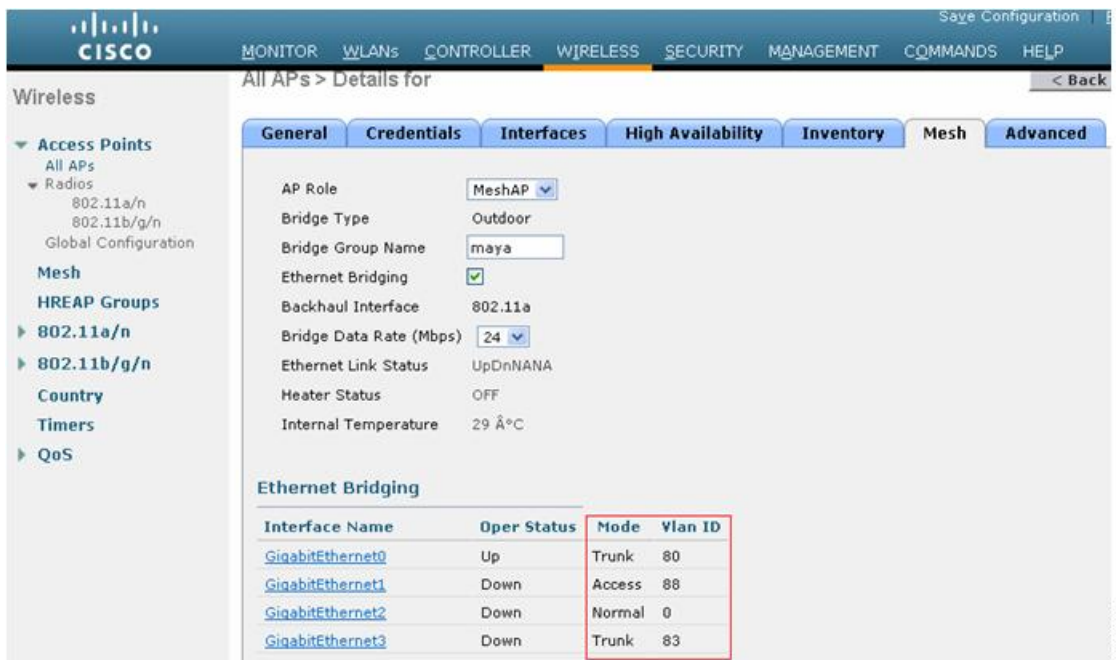 Save Configuration
CISCO
MONITOR WLANs CONTROLLER WIRELESS SECURITY MANAGEMENT COMMANDS HELP
Wireless
Access Points
All APs
Radios
802.11a/n
802.11b/g/n
Global Configuration
Mesh
HREAP Groups
802.11a/n
802.11b/g/n
Country
Timers
QoS
All APs > Details for
< Back
General Credentials Interfaces High Availability Inventory Mesh Advanced
AP Role MeshAP
Bridge Type Outdoor
Bridge Group Name maya
Ethernet Bridging
Backhaul Interface 802.11a
Bridge Data Rate (Mbps) 24
Ethernet Link Status UpDnNANA
Heater Status OFF
Internal Temperature 29 Â°C
Ethernet Bridging
Interface Name Oper Status Mode Vlan ID
GigabitEthernet0 Up Trunk 80
GigabitEthernet1 Down Access 88
GigabitEthernet2 Down Normal 0
GigabitEthernet3 Down Trunk 83